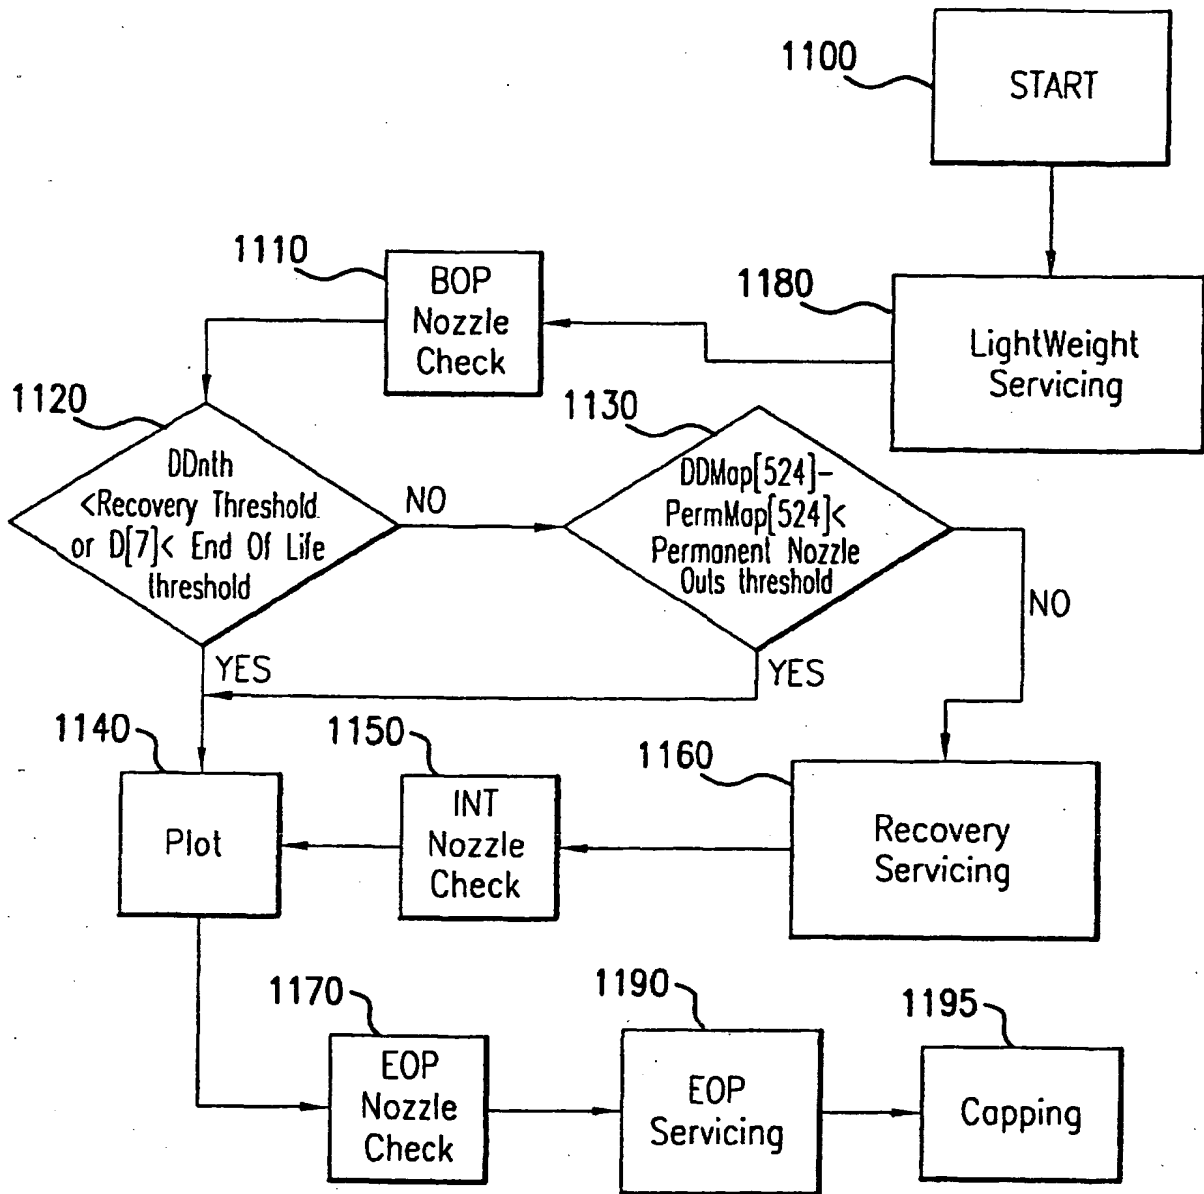 1100
START
1110
BOP
Nozzle
Check
1180
LightWeight
Servicing
1120
DDnth
<Recovery Threshold
or D[7]< End Of Life
threshold
NO
YES
1130
DDMap[524]-
PermMap[524]<
Permanent Nozzle
Outs threshold
NO
YES
1140
Plot
1150
INT
Nozzle
Check
1160
Recovery
Servicing
1170
EOP
Nozzle
Check
1190
EOP
Servicing
1195
Capping